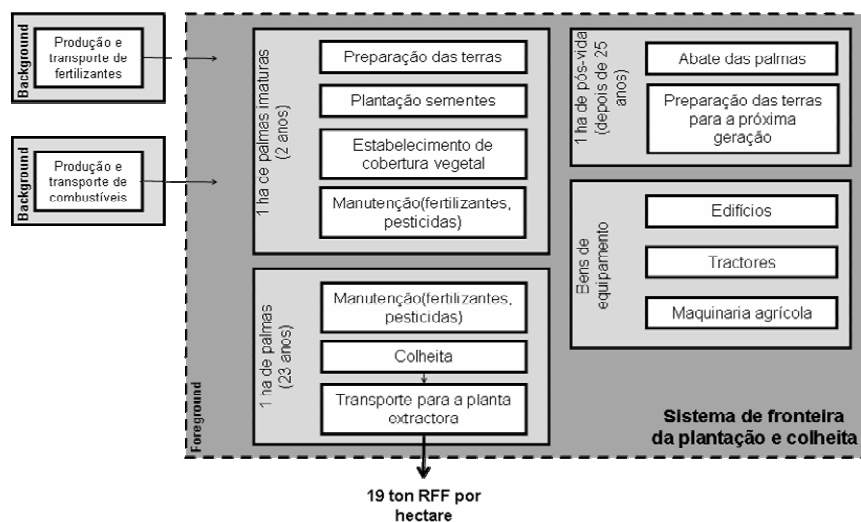 Background
Produção e
transporte de
fertilizantes
Background
Produção e
transporte de
combustíveis
Foreground
1 ha ce palmas imaturas
(2 anos)
Preparação das terras
Plantação sementes
Estabelecimento de
cobertura vegetal
Manutenção(fertilizantes,
pesticidas)
1 ha de palmas
(23 anos)
Manutenção(fertilizantes,
pesticidas)
Colheita
Transporte para a planta
extractora
1 ha de pós-vida
(depois de 25
anos)
Abate das palmas
Preparação das terras
para a próxima
geração
Bens de
equipamento
Edifícios
Tractores
Maquinaria agrícola
Sistema de fronteira
da plantação e colheita
19 ton RFF por
hectare